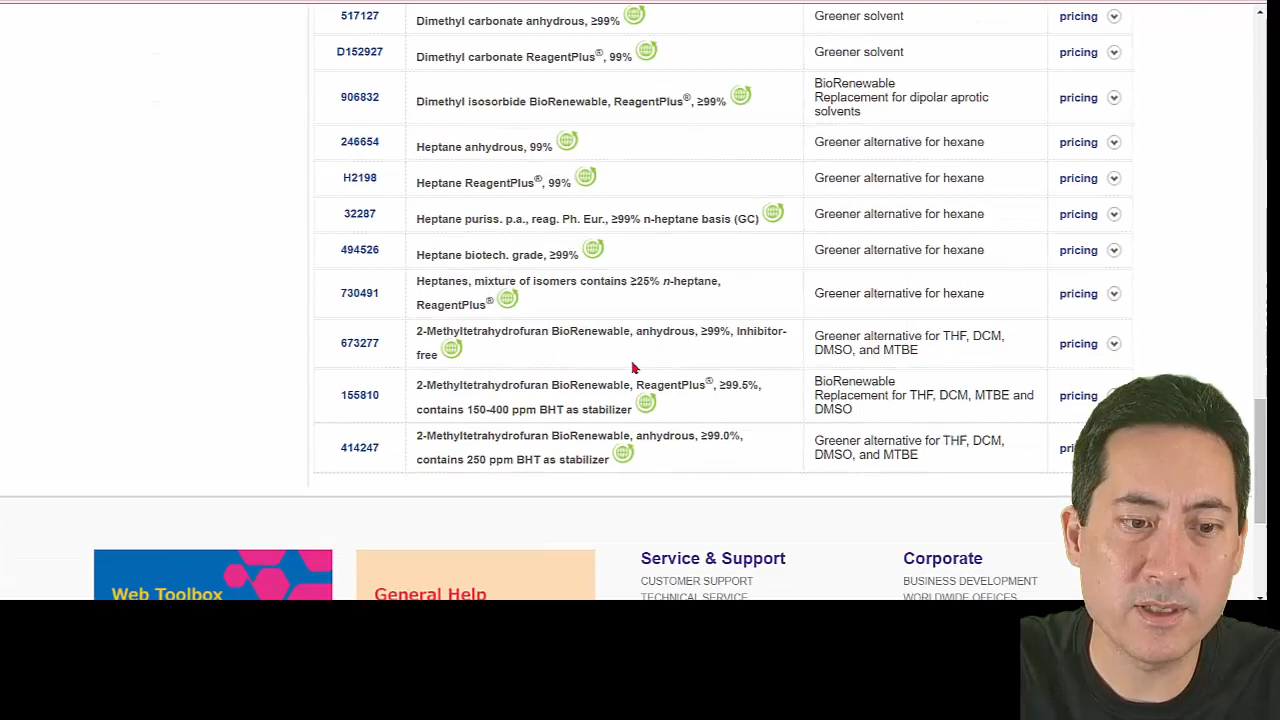 517127
Dimethyl carbonate anhydrous, ≥99%
Greener solvent
pricing
D152927
Dimethyl carbonate ReagentPlus®, 99%
Greener solvent
pricing
906832
Dimethyl isosorbide BioRenewable, ReagentPlus®, ≥99%
BioRenewable
Replacement for dipolar aprotic
solvents
pricing
246654
Heptane anhydrous, 99%
Greener alternative for hexane
pricing
H2198
Heptane ReagentPlus®, 99%
Greener alternative for hexane
pricing
32287
Heptane puriss. p.a., reag. Ph. Eur., ≥99% n-heptane basis (GC)
Greener alternative for hexane
pricing
494526
Heptane biotech. grade, ≥99%
Greener alternative for hexane
pricing
730491
Heptanes, mixture of isomers contains ≥25% n-heptane,
ReagentPlus®
Greener alternative for hexane
pricing
673277
2-Methyltetrahydrofuran BioRenewable, anhydrous, ≥99%, Inhibitor-
free
Greener alternative for THF, DCM,
DMSO, and MTBE
pricing
155810
2-Methyltetrahydrofuran BioRenewable, ReagentPlus®, ≥99.5%,
contains 150-400 ppm BHT as stabilizer
BioRenewable
Replacement for THF, DCM, MTBE and
DMSO
pricing
414247
2-Methyltetrahydrofuran BioRenewable, anhydrous, ≥99.0%,
contains 250 ppm BHT as stabilizer
Greener alternative for THF, DCM,
DMSO, and MTBE
pri
Web Toolbox
General Help
Service & Support
CUSTOMER SUPPORT
TECHNICAL SERVICE
Corporate
BUSINESS DEVELOPMENT
WORLDWIDE OFFICES